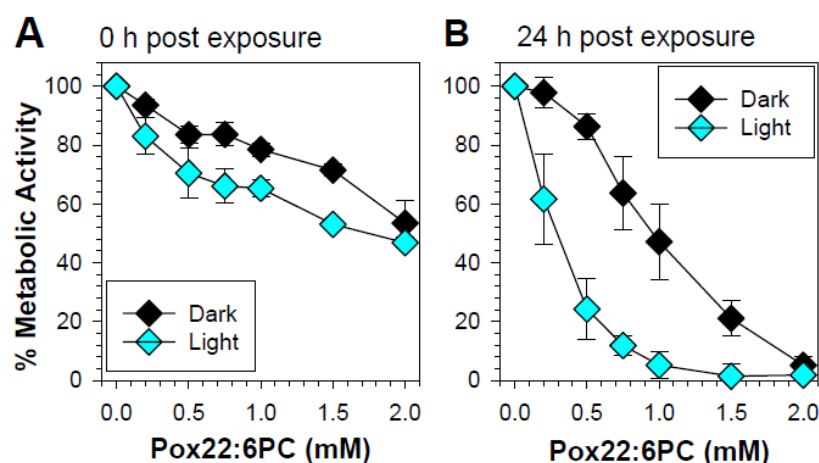 A 0 h post exposure
B 24 h post exposure
% Metabolic Activity
100
80
60
40
20
0
Dark
Light
0.0 0.5 1.0 1.5 2.0
Pox22:6PC (mM)
100
80
60
40
20
0
Dark
Light
0.0 0.5 1.0 1.5 2.0
Pox22:6PC (mM)